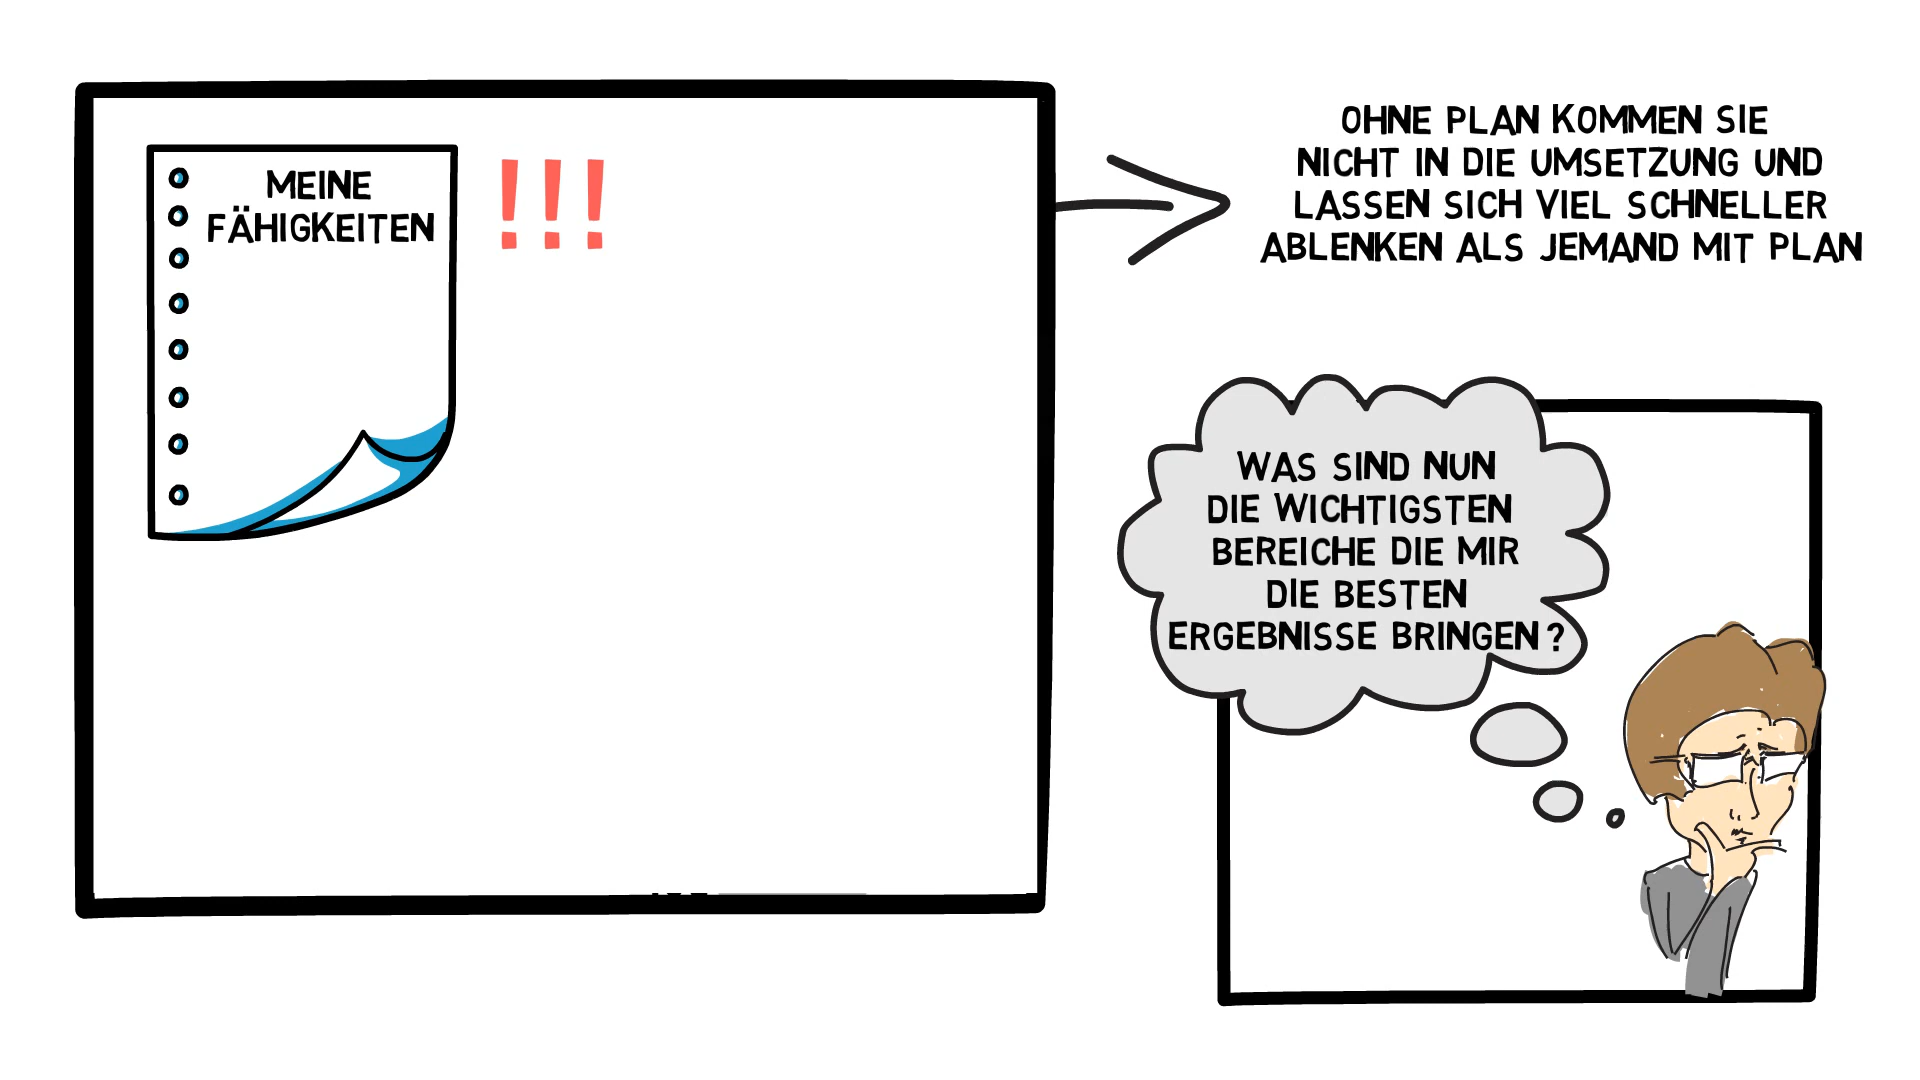 MEINE
FÄHIGKEITEN
!!!
OHNE PLAN KOMMEN SIE
NICHT IN DIE UMSETZUNG UND
LASSEN SICH VIEL SCHNELLER
ABLENKEN ALS JEMAND MIT PLAN
WAS SIND NUN
DIE WICHTIGSTEN
BEREICHE DIE MIR
DIE BESTEN
ERGEBNISSE BRINGEN?